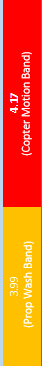 4.17
(Copter Motion Band)
3.99
(Prop Wash Band)